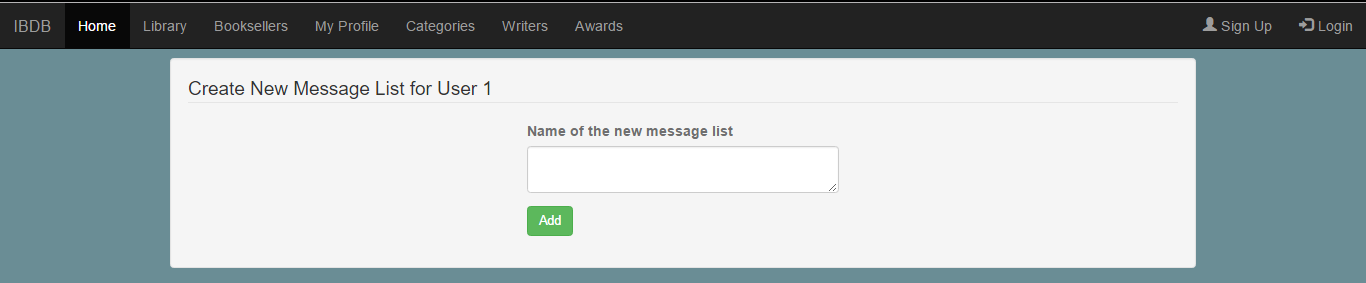 IBDB Home Library Booksellers My Profile Categories Writers Awards Sign Up Login
Create New Message List for User 1
Name of the new message list
Add